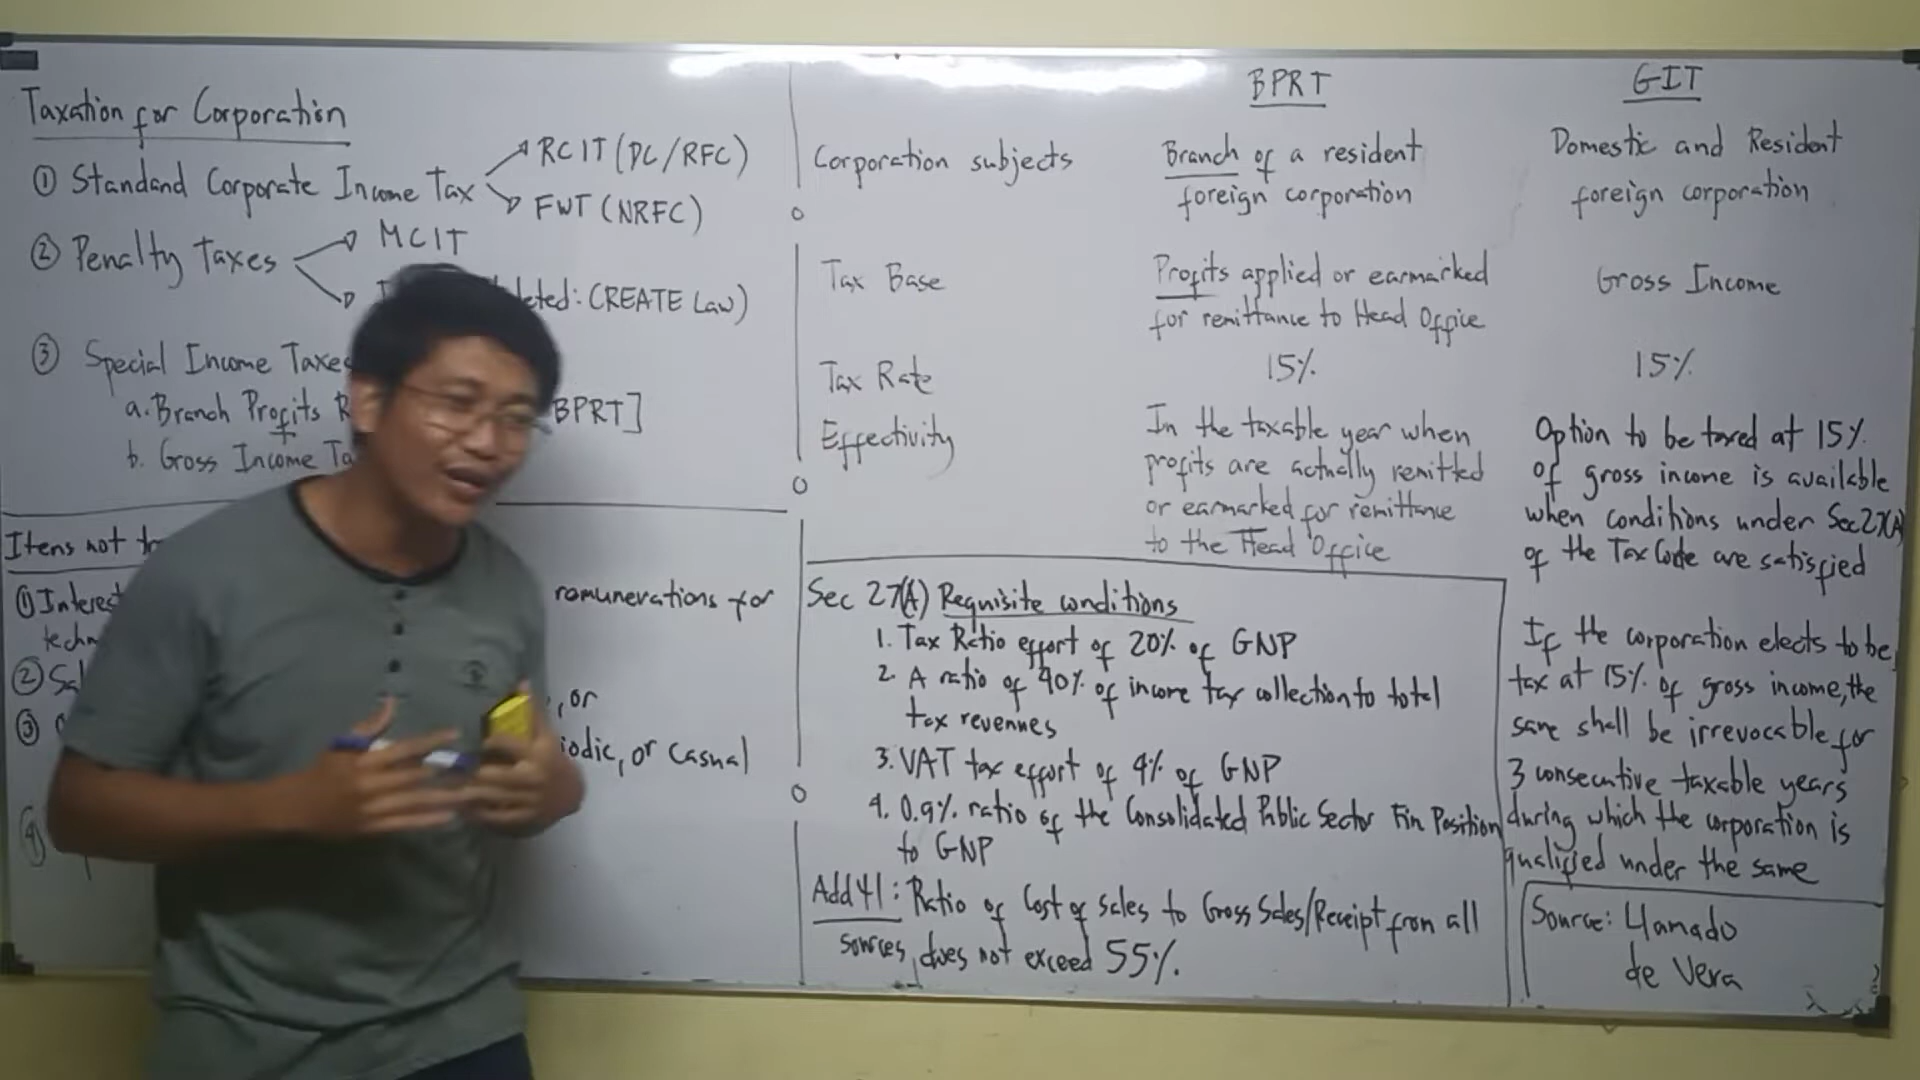 Taxation for Corporation
① Standard Corporate Income Tax
RCIT (DC/RFC)
FWT (NRFC)
② Penalty Taxes
MCIT
leted: CREATE Law)
③ Special Income Taxes
a. Branch Profits R BPRT]
b. Gross Income Ta
Items not
① Interest remunerations for
techn
② Sal , or
③ iodic, or casual
④
BPRT GIT
Corporation subjects
Branch of a resident
foreign corporation
Domestic and Resident
foreign corporation
Tax Base
Profits applied or earmarked
for remittance to Head Office
Gross Income
Tax Rate 15% 15%
Effectivity
In the taxable year when
profits are actually remitted
or earmarked for remittance
to the Head Office
Option to be taxed at 15%
of gross income is available
when conditions under Sec 27(A)
of the Tax Code are satisfied
If the corporation elects to be
tax at 15% of gross income, the
same shall be irrevocable for
3 consecutive taxable years
during which the corporation is
qualified under the same
Sec 27(A) Requisite conditions
1. Tax Ratio effort of 20% of GNP
2. A ratio of 40% of income tax collection to total
tax revenues
3. VAT tax effort of 4% of GNP
4. 0.9% ratio of the Consolidated Public Sector Fin Position
to GNP
Add'l: Ratio of Cost of Sales to Gross Sales/Receipt from all
sources, does not exceed 55%.
Source: Llamado
de Vera